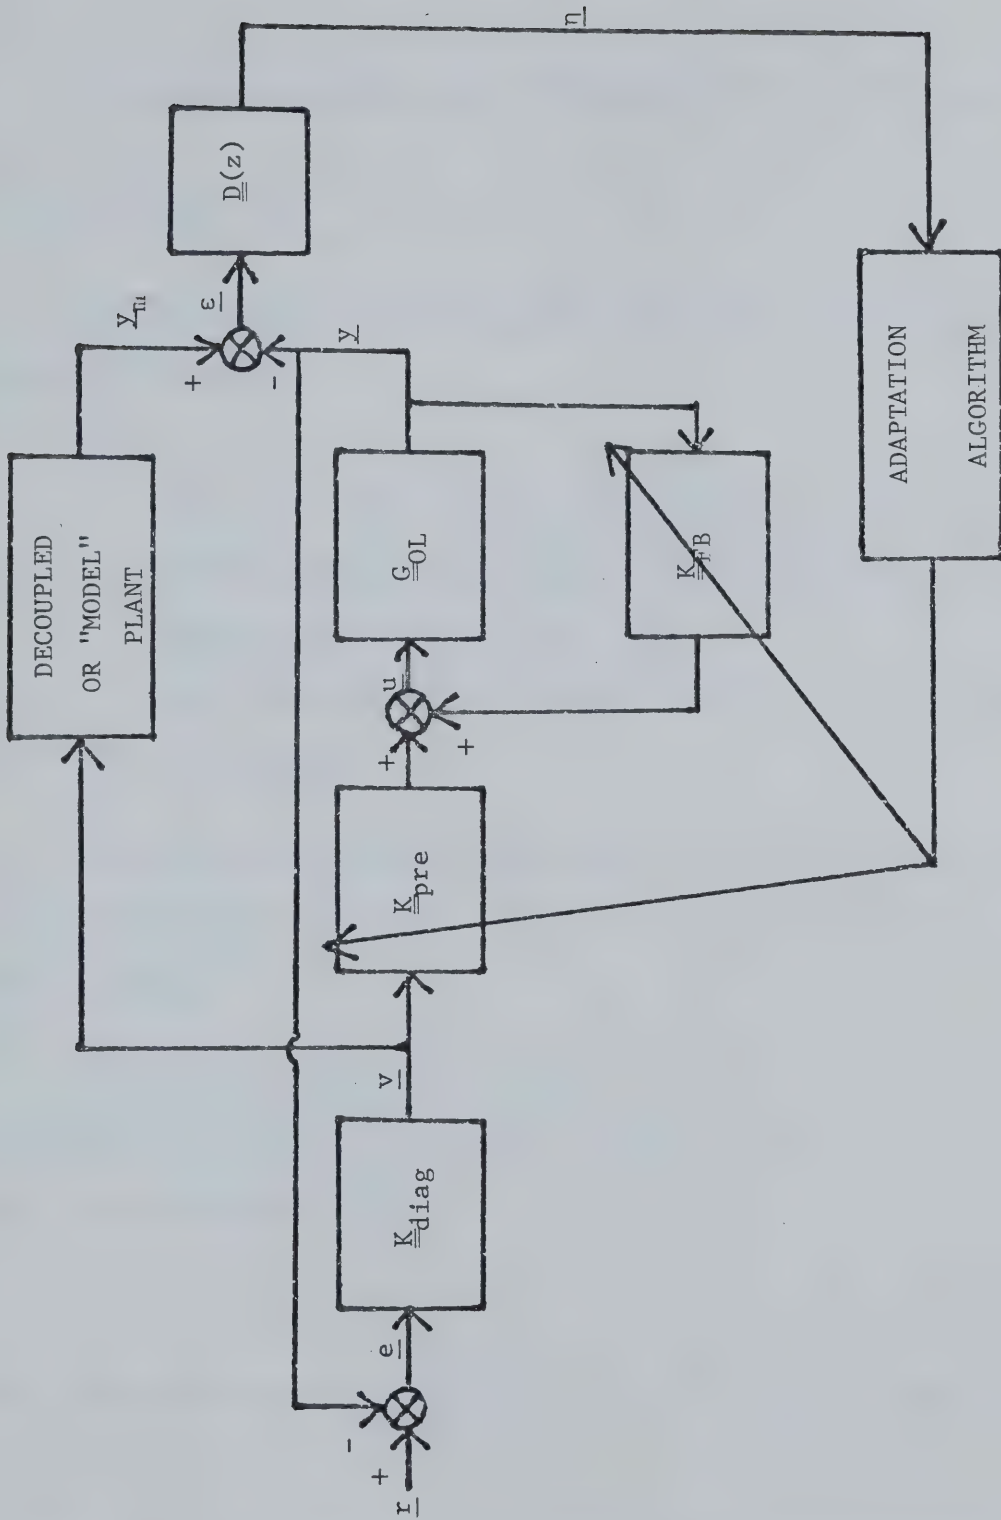 DECOUPLED
OR "MODEL"
PLANT
y_m
+
-
ε
D(z)
η
r
+
-
e
K_diag
v
K_pre
+
+
u
G_OL
y
K_FB
ADAPTATION
ALGORITHM